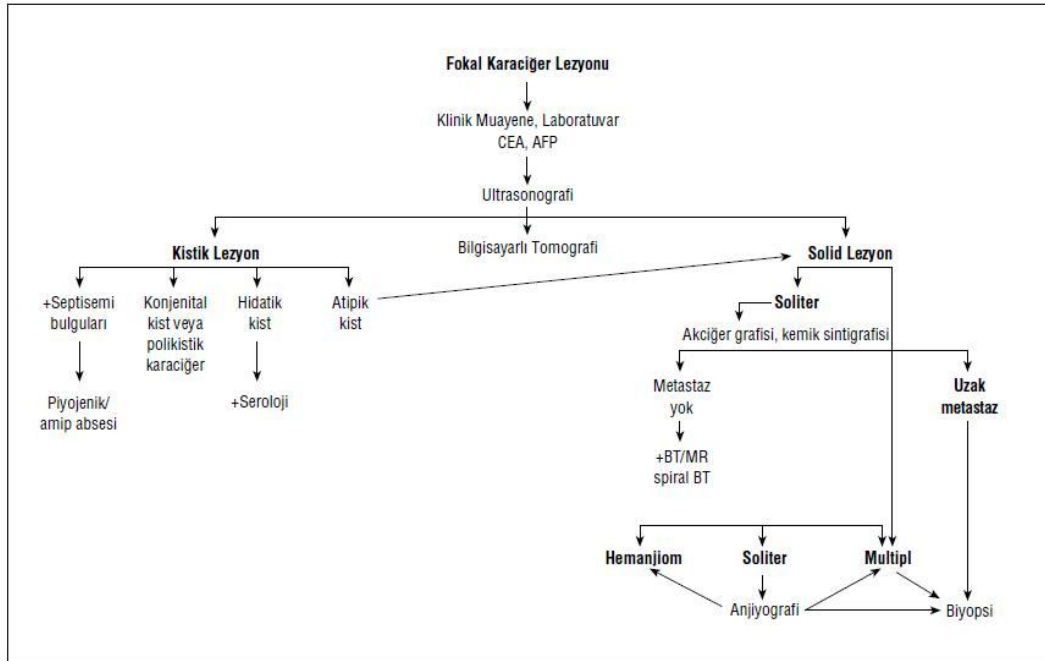 Fokal Karaciğer Lezyonu
Klinik Muayene, Laboratuvar
CEA, AFP
Ultrasonografi
Kistik Lezyon
Bilgisayarlı Tomografi
Solid Lezyon
+Septisemi
bulguları
Konjenital
kist veya
polikistik
karaciğer
Hidatik
kist
Atipik
kist
Soliter
Akciğer grafisi, kemik sintigrafisi
Piyojenik/
amip absesi
+Seroloji
Metastaz
yok
Uzak
metastaz
+BT/MR
spiral BT
Hemanjiom
Soliter
Multipl
Anjiyografi
Biyopsi